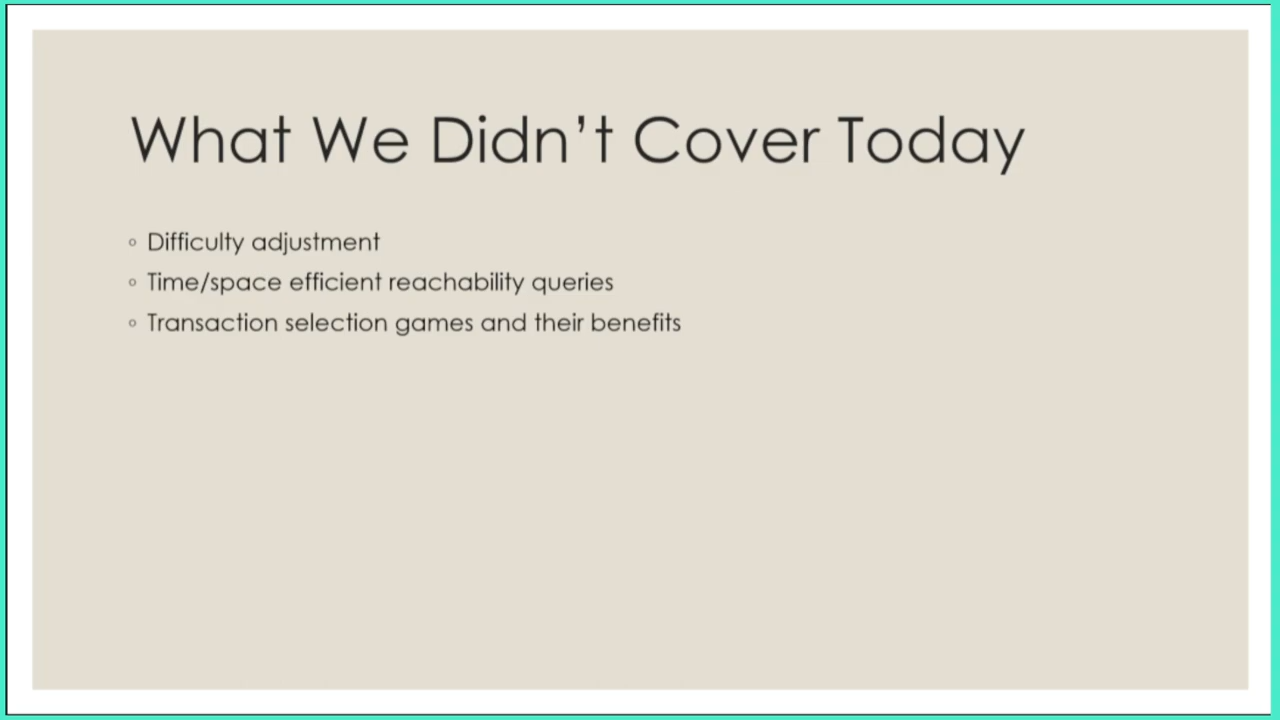 What We Didn’t Cover Today
◦ Difficulty adjustment
◦ Time/space efficient reachability queries
◦ Transaction selection games and their benefits